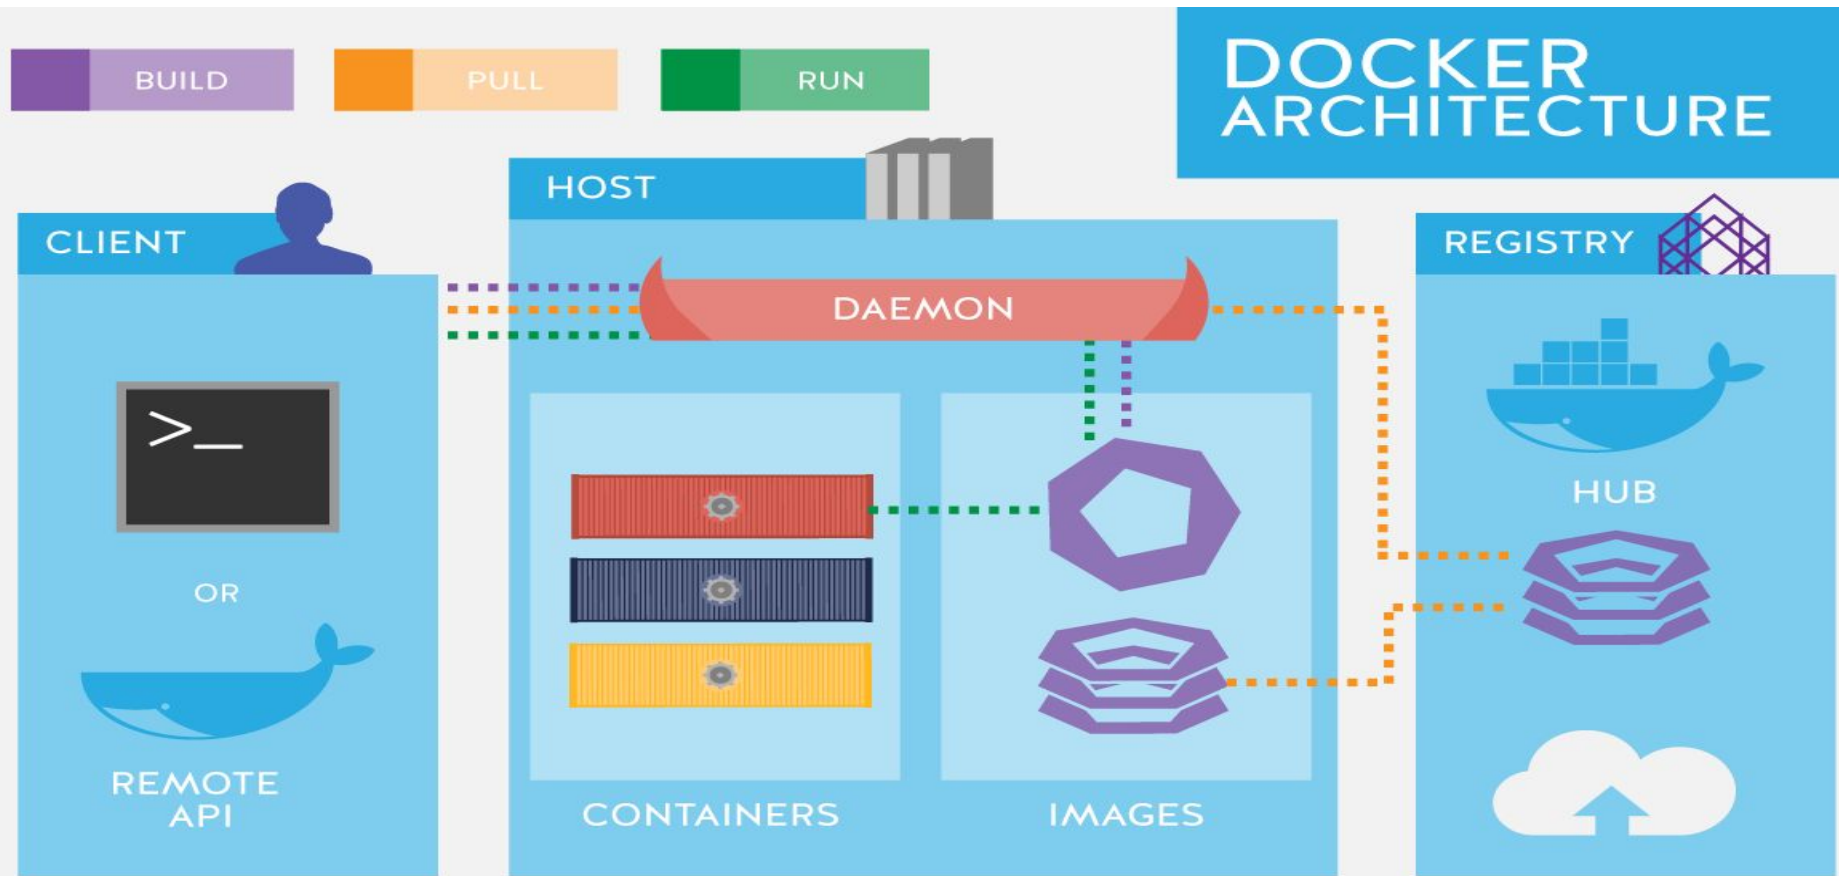 DOCKER
ARCHITECTURE
BUILD
PULL
RUN
CLIENT
>_
OR
REMOTE
API
HOST
DAEMON
CONTAINERS
IMAGES
REGISTRY
HUB